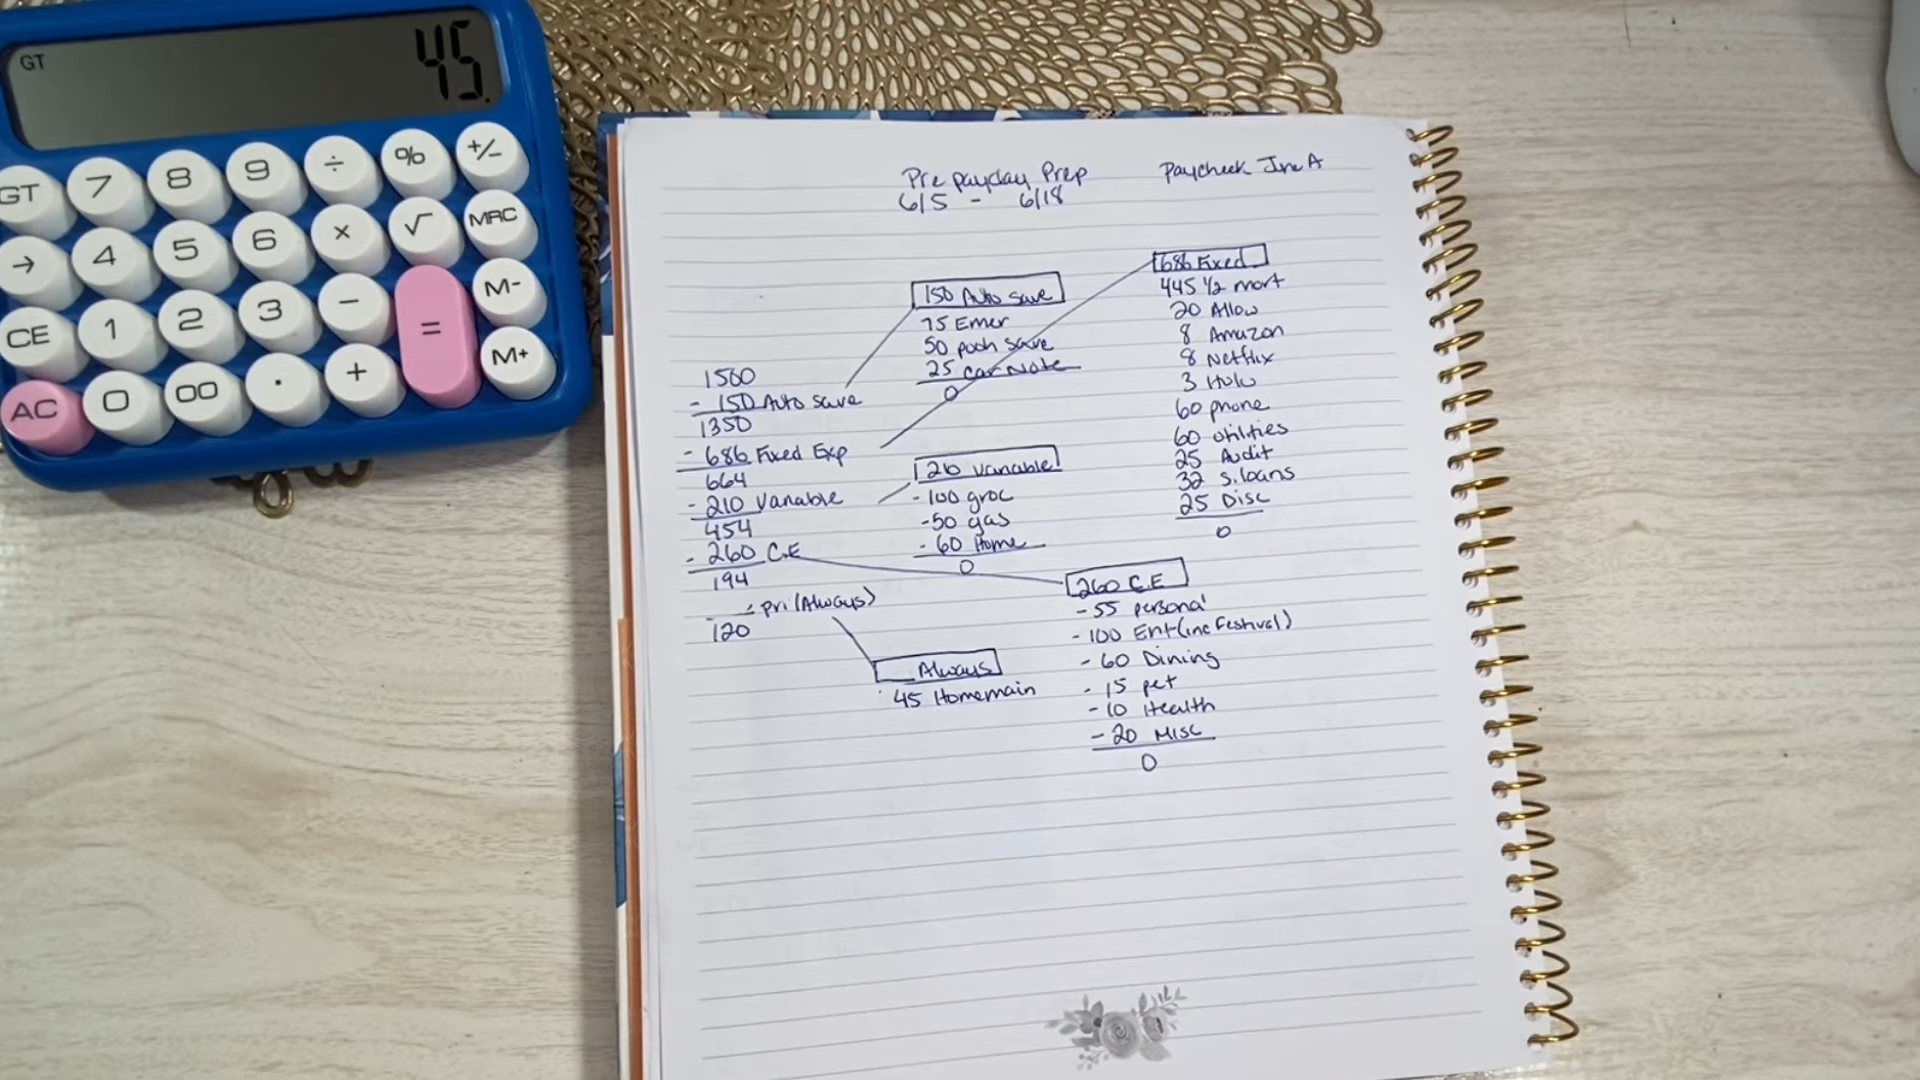 GT
45.
GT 7 8 9 ÷ % +/-
→ 4 5 6 × √ MRC
CE 1 2 3 - = M-
AC 0 00 . + M+
Pre payday Prep
6/5 - 6/18
Paycheck June A
1500
- 150 Auto save
1350
- 686 Fixed Exp
664
- 210 Variable
454
- 260 C.E
194
- pri (Always)
120
150 Auto save
75 Emer
50 pooh save
25 car Note
0
210 Variable
- 100 groc
- 50 gas
- 60 Home
0
Always
45 Homemain
686 Fixed
445 1/2 mort
20 Allow
8 Amazon
8 Netflix
3 Hulu
60 phone
60 utilities
25 Audit
32 s.loans
25 Disc
0
260 C.E
- 55 personal
- 100 Ent (inc Festival)
- 60 Dining
- 15 pet
- 10 Health
- 20 Misc
0